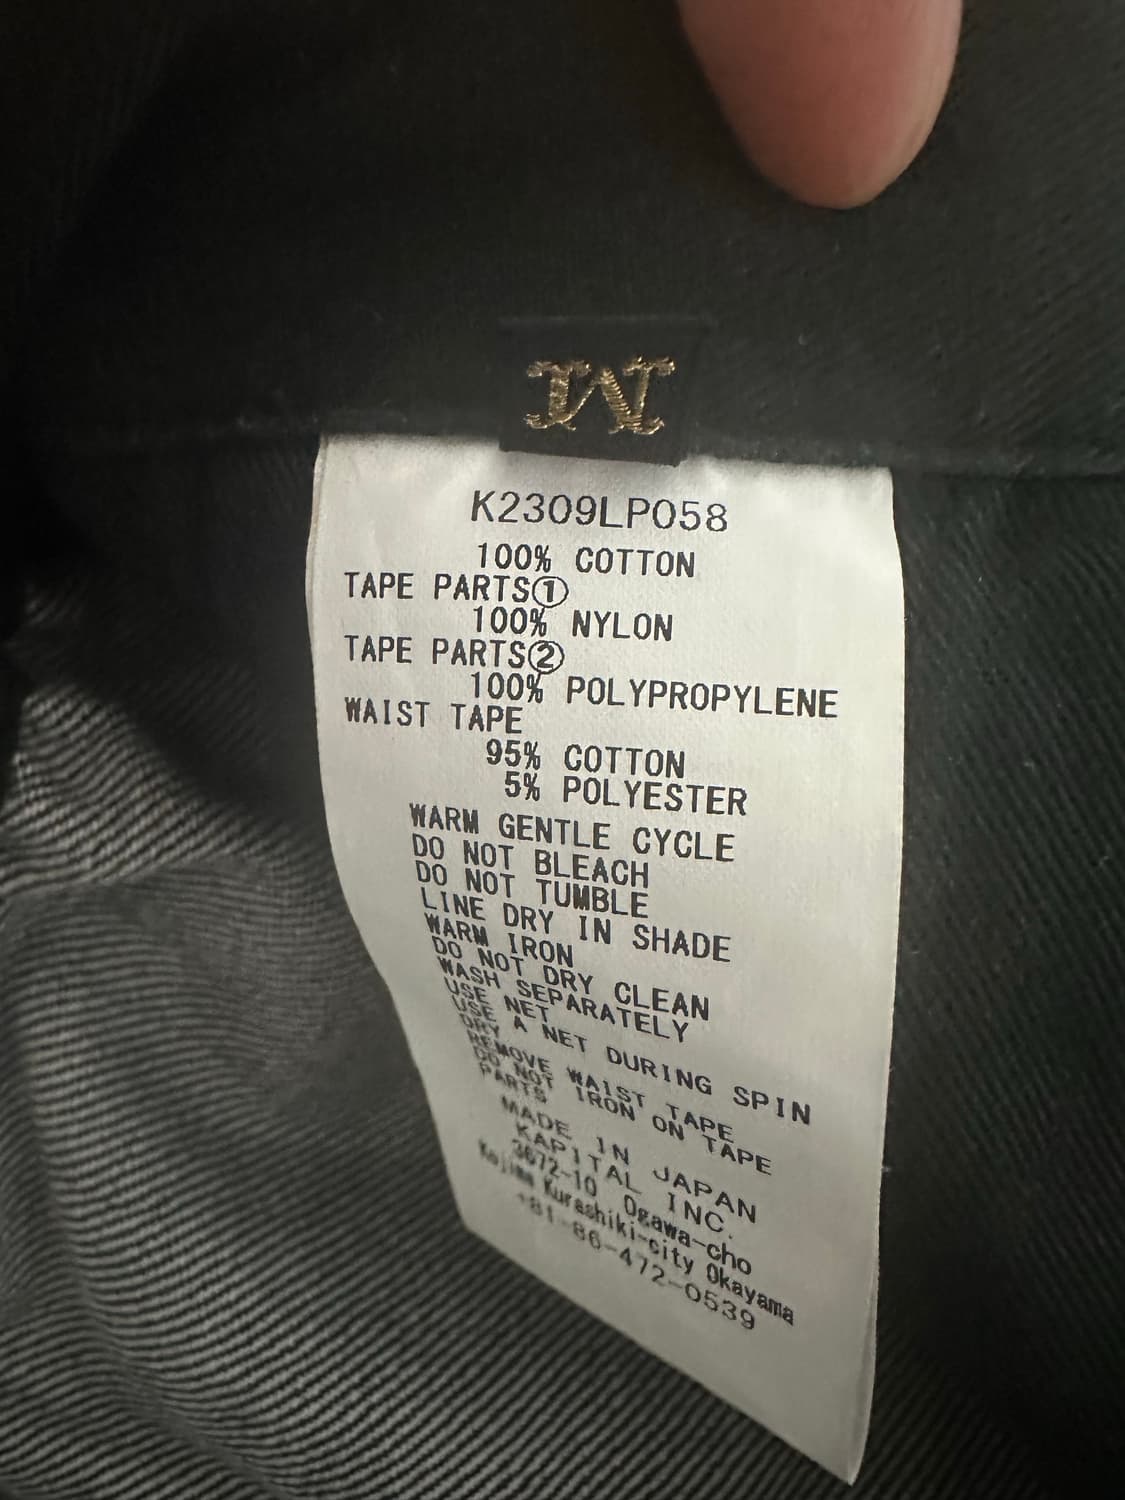 M
K2309LP058
100% COTTON
TAPE PARTS①
100% NYLON
TAPE PARTS②
100% POLYPROPYLENE
WAIST TAPE
95% COTTON
5% POLYESTER
WARM GENTLE CYCLE
DO NOT BLEACH
DO NOT TUMBLE
LINE DRY IN SHADE
WARM IRON
DO NOT DRY CLEAN
WASH SEPARATELY
USE NET
USE A NET DURING SPIN
DRY
REMOVE WAIST TAPE
DO NOT IRON ON TAPE
PARTS
MADE IN JAPAN
KAPITAL INC.
3672-10 Ogawa-cho
Kojima Kurashiki-city Okayama
+81-86-472-0539